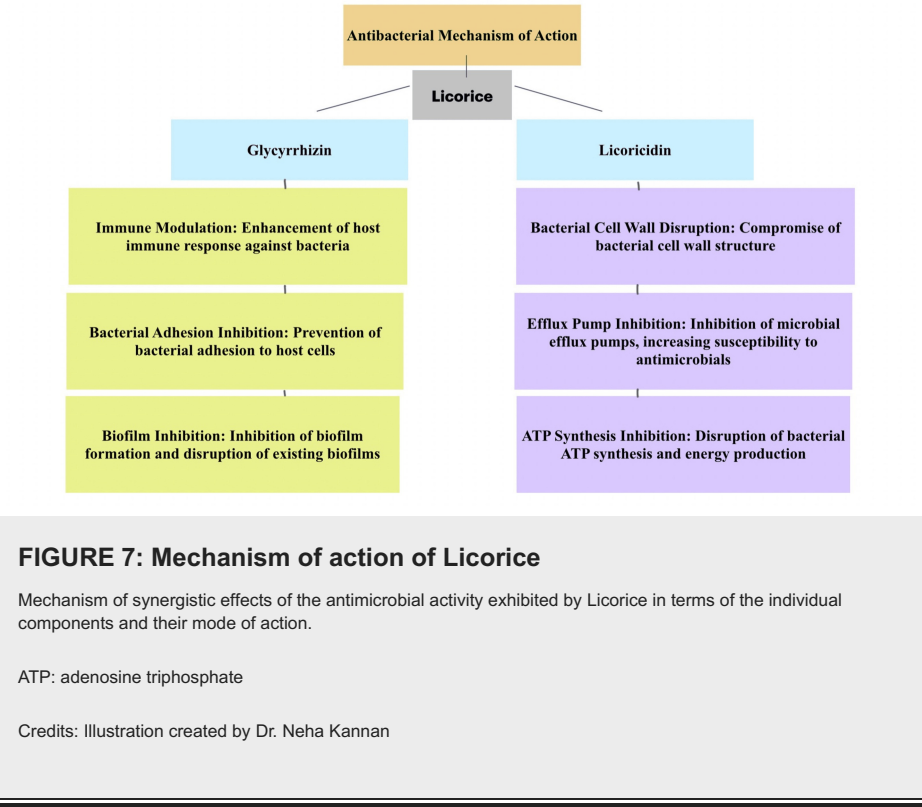 Antibacterial Mechanism of Action
Licorice
Glycyrrhizin
Immune Modulation: Enhancement of host
immune response against bacteria
Bacterial Adhesion Inhibition: Prevention of
bacterial adhesion to host cells
Biofilm Inhibition: Inhibition of biofilm
formation and disruption of existing biofilms
Licoricidin
Bacterial Cell Wall Disruption: Compromise of
bacterial cell wall structure
Efflux Pump Inhibition: Inhibition of microbial
efflux pumps, increasing susceptibility to
antimicrobials
ATP Synthesis Inhibition: Disruption of bacterial
ATP synthesis and energy production
FIGURE 7: Mechanism of action of Licorice
Mechanism of synergistic effects of the antimicrobial activity exhibited by Licorice in terms of the individual
components and their mode of action.
ATP: adenosine triphosphate
Credits: Illustration created by Dr. Neha Kannan